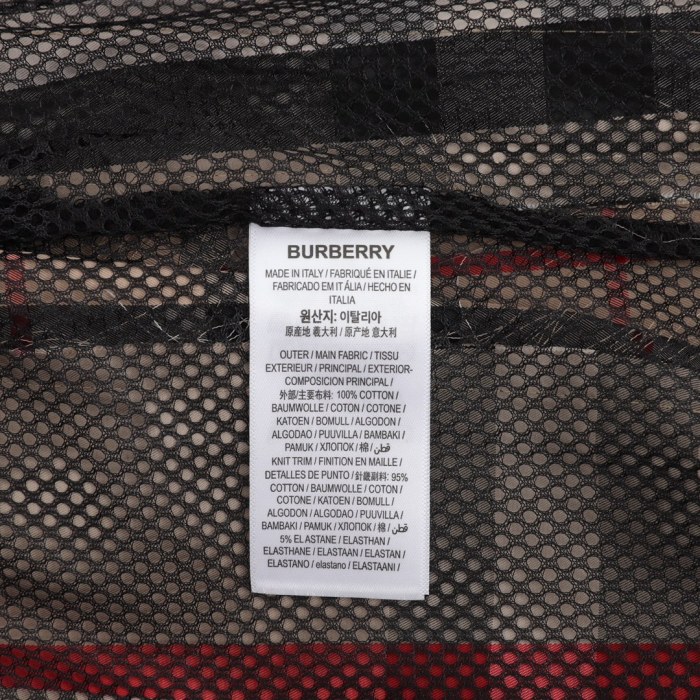 BURBERRY
MADE IN ITALY / FABRIQUÉ EN ITALIE /
FABRICADO EM IT ÁLIA / HECHO EN
ITALIA
원산지: 이탈리아
原産地 義大利 / 原产地 意大利
OUTER / MAIN FABRIC / TISSU
EXTERIEUR / PRINCIPAL / EXTERIOR-
COMPOSICION PRINCIPAL /
外部/主要布料: 100% COTTON /
BAUMWOLLE / COTON / COTONE /
KATOEN / BOMULL / ALGODON /
ALGODAO / PUUVILLA / BAMBAKI /
PAMUK / ХЛОПОК / 棉 / قطن /
KNIT TRIM / FINITION EN MAILLE /
DETALLES DE PUNTO / 針織副料: 95%
COTTON / BAUMWOLLE / COTON /
COTONE / KATOEN / BOMULL /
ALGODON / ALGODAO / PUUVILLA /
BAMBAKI / PAMUK / ХЛОПОК / 棉 / قطن /
5% ELASTANE / ELASTHAN /
ELASTHANE / ELASTAAN / ELASTAN /
ELASTANO / elastano / ELASTAANI /